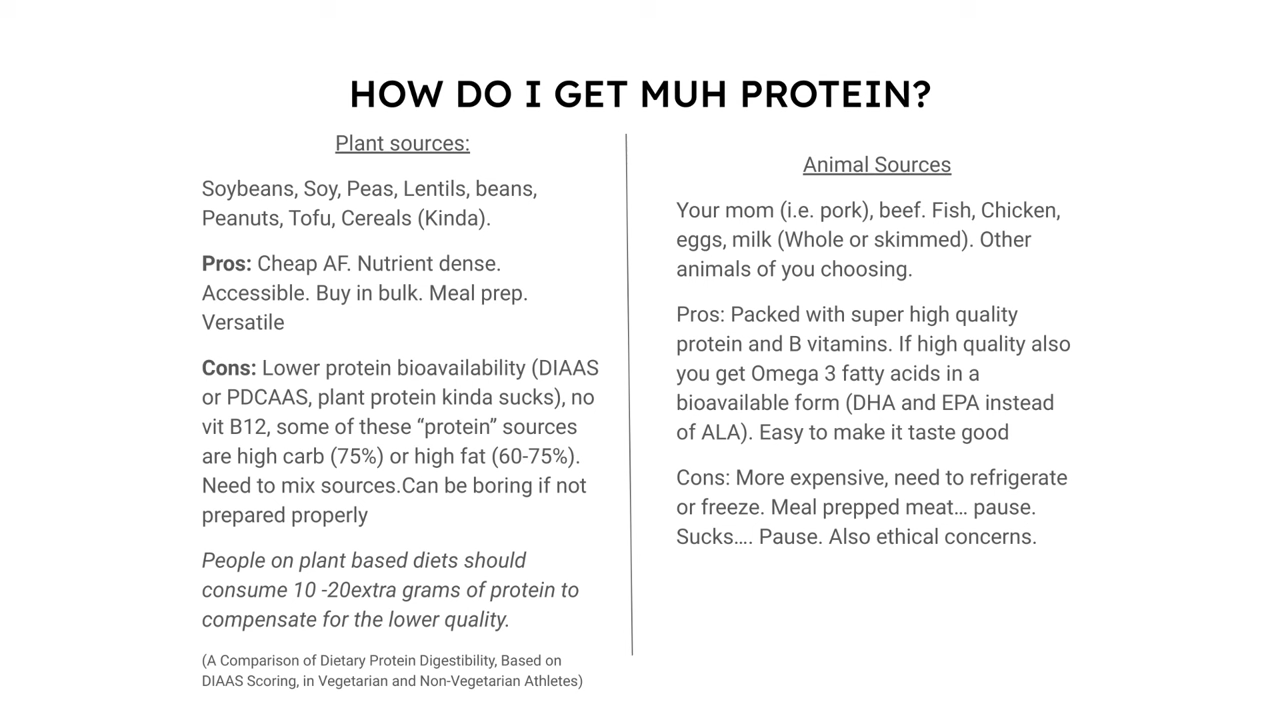 HOW DO I GET MUH PROTEIN?
Plant sources:
Soybeans, Soy, Peas, Lentils, beans,
Peanuts, Tofu, Cereals (Kinda).
Pros: Cheap AF. Nutrient dense.
Accessible. Buy in bulk. Meal prep.
Versatile
Cons: Lower protein bioavailability (DIAAS
or PDCAAS, plant protein kinda sucks), no
vit B12, some of these “protein” sources
are high carb (75%) or high fat (60-75%).
Need to mix sources.Can be boring if not
prepared properly
People on plant based diets should
consume 10 -20extra grams of protein to
compensate for the lower quality.
(A Comparison of Dietary Protein Digestibility, Based on
DIAAS Scoring, in Vegetarian and Non-Vegetarian Athletes)
Animal Sources
Your mom (i.e. pork), beef. Fish, Chicken,
eggs, milk (Whole or skimmed). Other
animals of you choosing.
Pros: Packed with super high quality
protein and B vitamins. If high quality also
you get Omega 3 fatty acids in a
bioavailable form (DHA and EPA instead
of ALA). Easy to make it taste good
Cons: More expensive, need to refrigerate
or freeze. Meal prepped meat… pause.
Sucks…. Pause. Also ethical concerns.